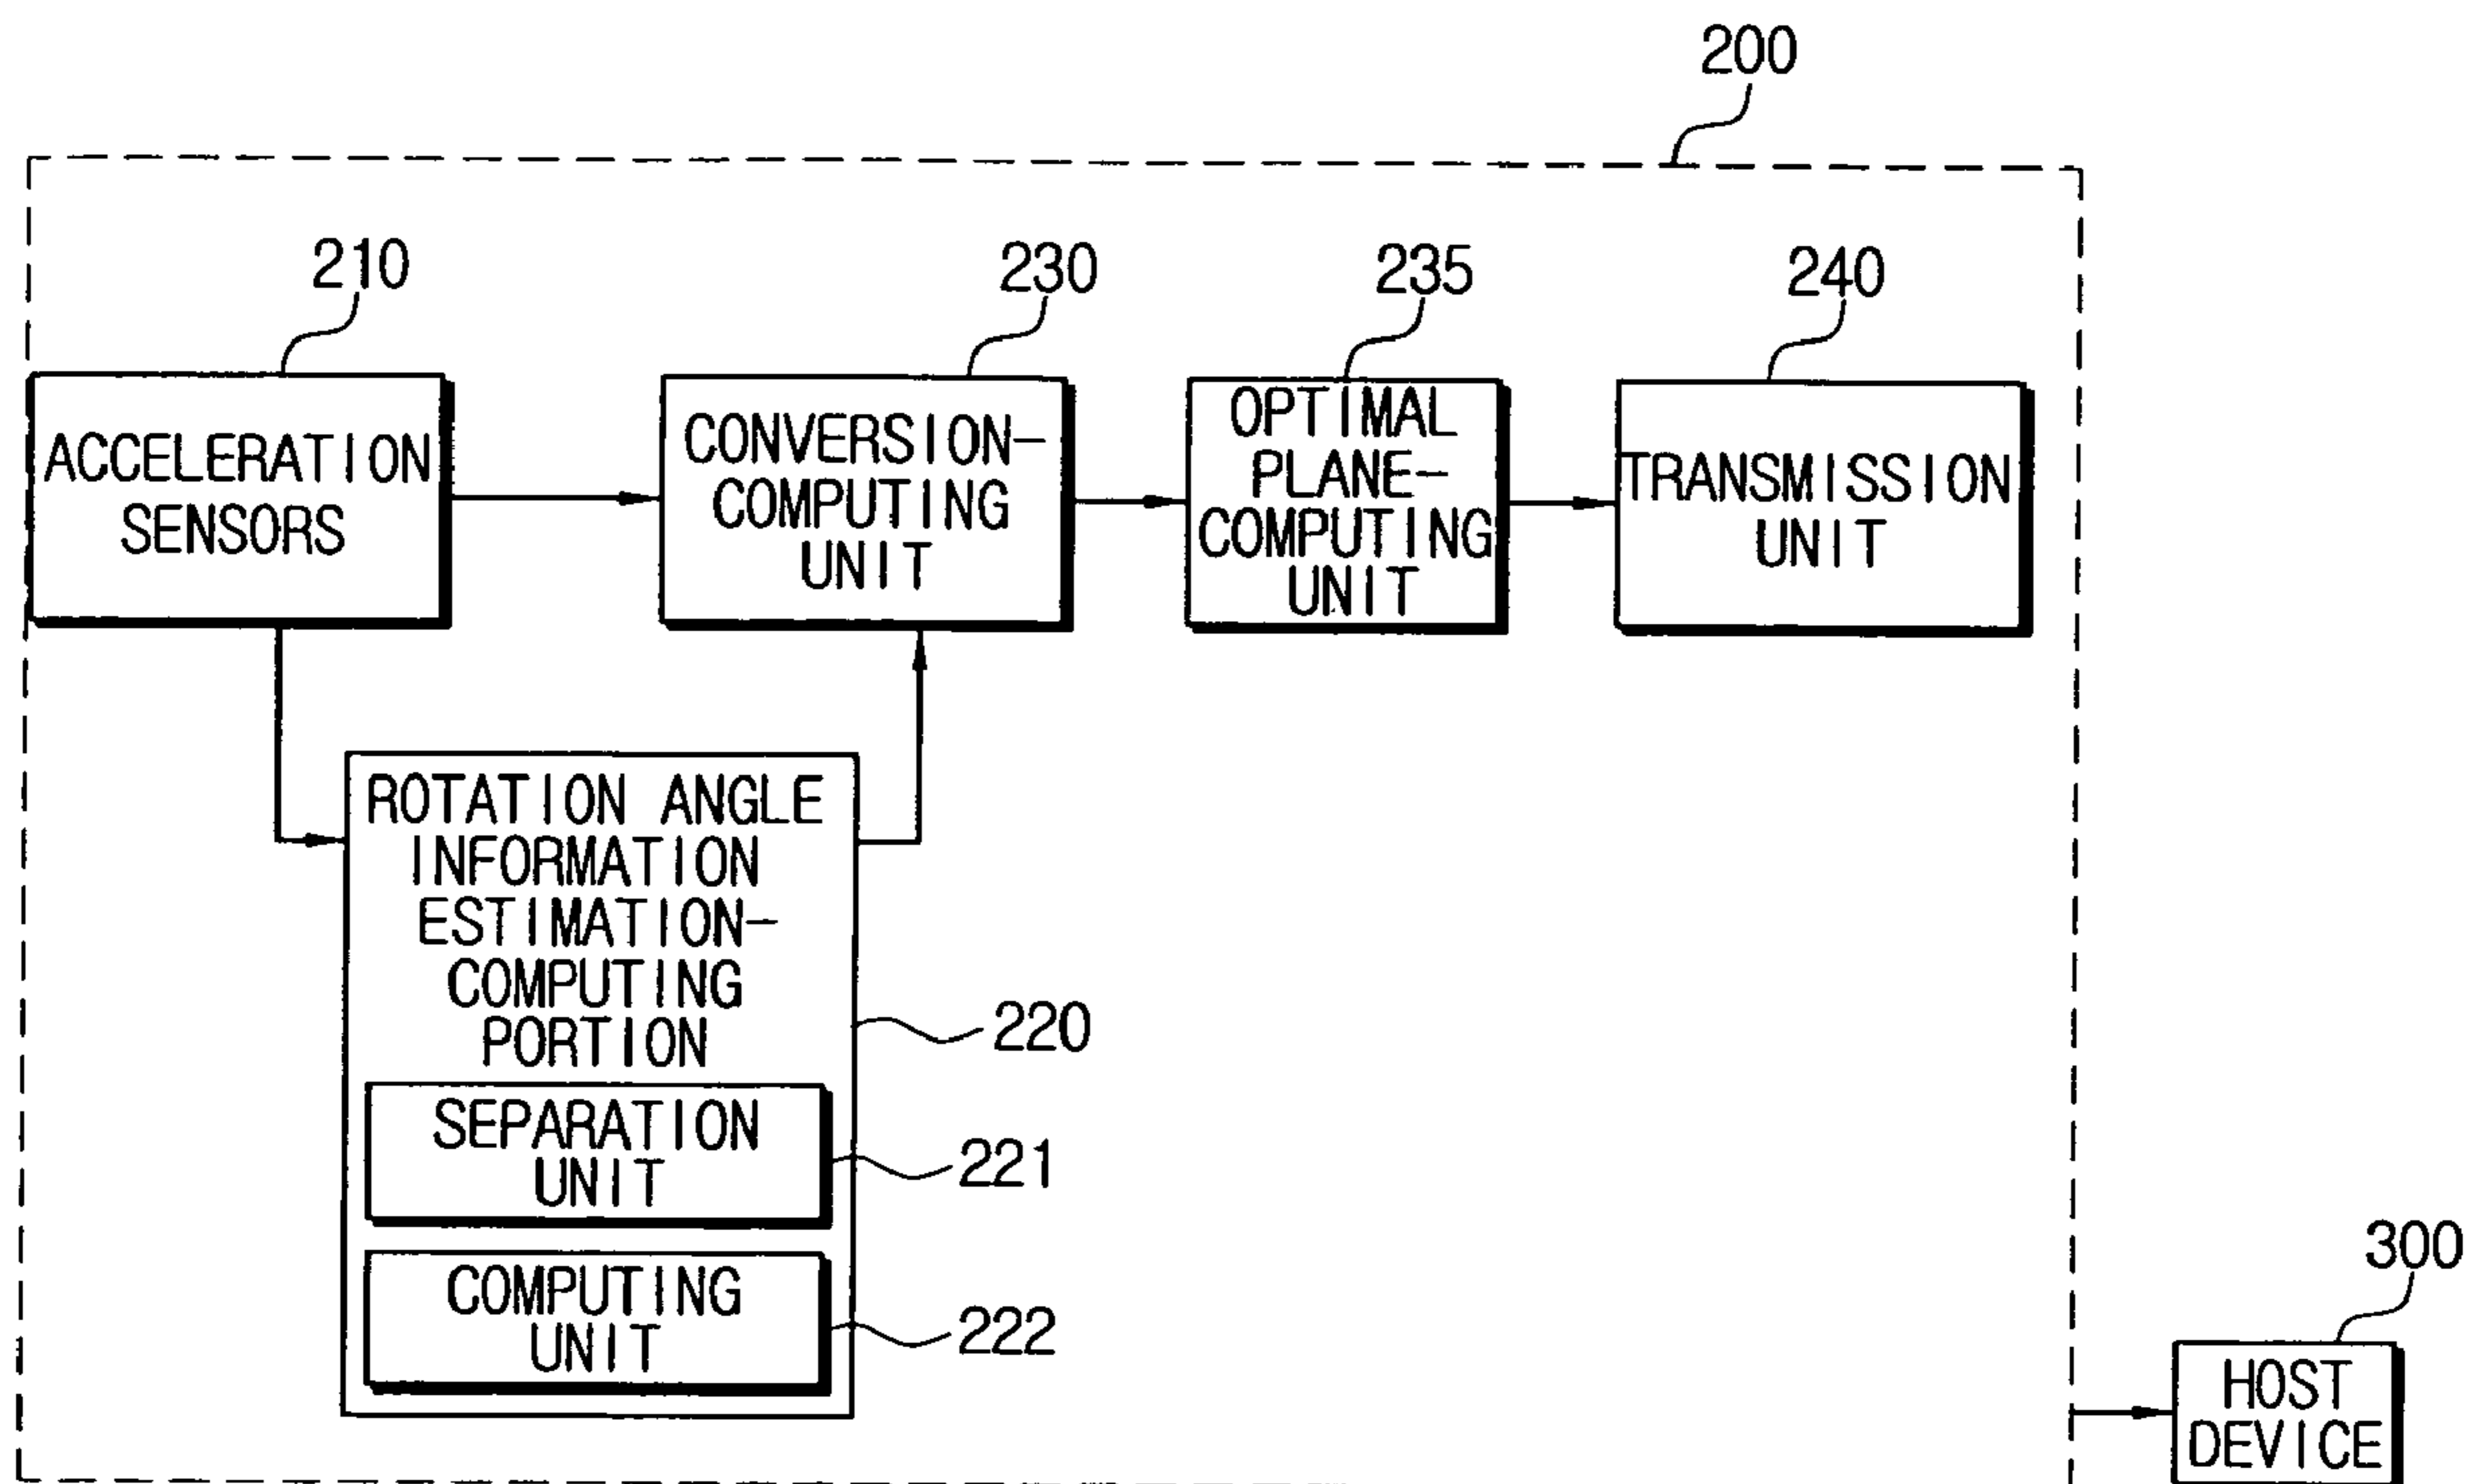 200
210
230
235
240
ACCELERATION
SENSORS
CONVERSION-
COMPUTING
UNIT
OPTIMAL
PLANE-
COMPUTING
UNIT
TRANSMISSION
UNIT
ROTATION ANGLE
INFORMATION
ESTIMATION-
COMPUTING
PORTION
220
SEPARATION
UNIT
221
COMPUTING
UNIT
222
300
HOST
DEVICE